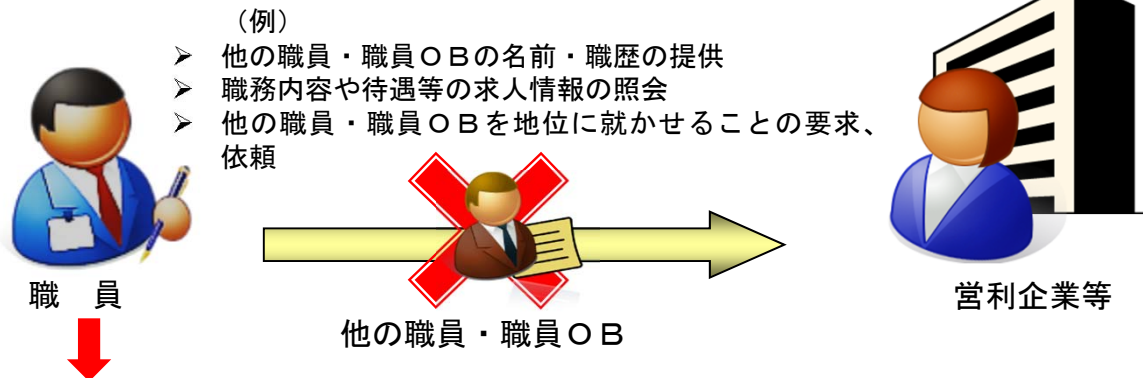 （例）
➢ 他の職員・職員ＯＢの名前・職歴の提供
➢ 職務内容や待遇等の求人情報の照会
➢ 他の職員・職員ＯＢを地位に就かせることの要求、
依頼
職　員
営利企業等
他の職員・職員ＯＢ